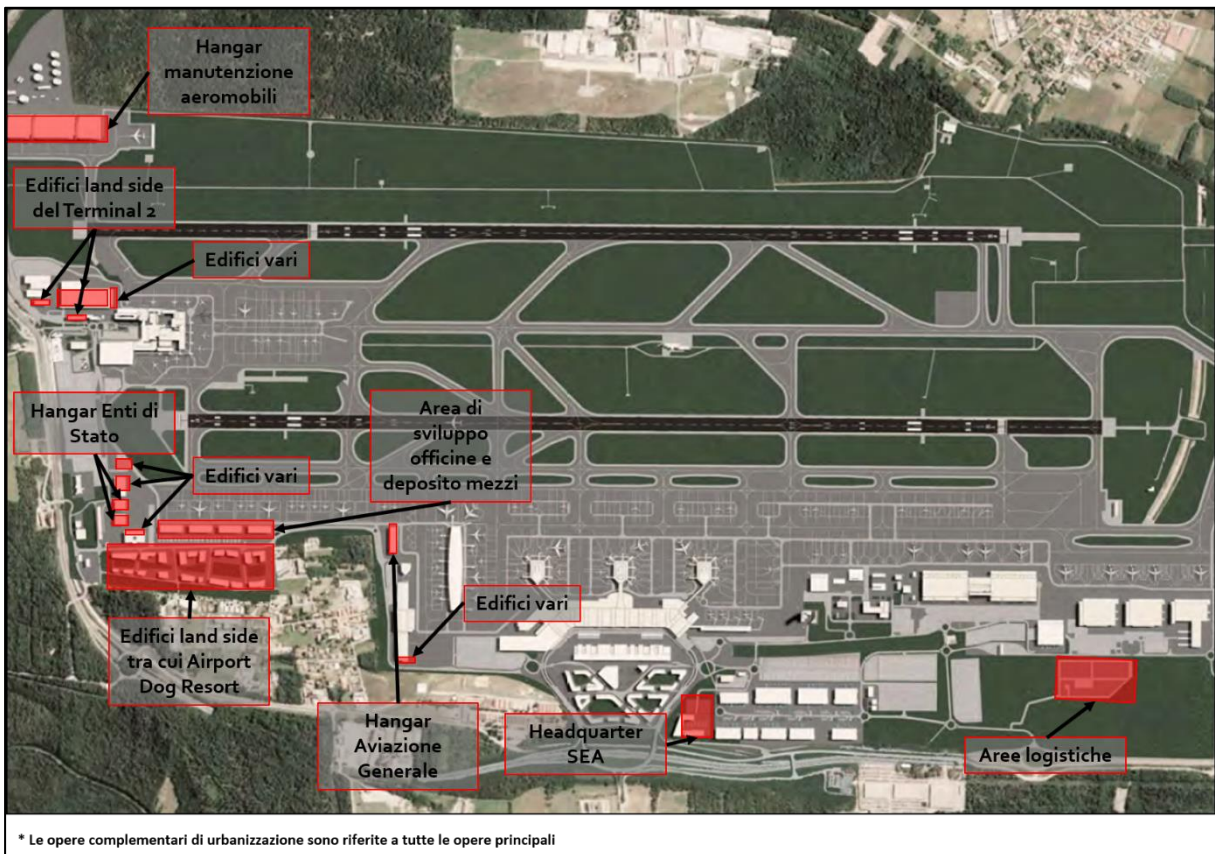 Hangar
manutenzione
aeromobili
Edifici land side
del Terminal 2
Edifici vari
Hangar Enti di
Stato
Edifici vari
Area di
sviluppo
officine e
deposito mezzi
Edifici vari
Edifici land side
tra cui Airport
Dog Resort
Hangar
Aviazione
Generale
Headquarter
SEA
Aree logistiche
* Le opere complementari di urbanizzazione sono riferite a tutte le opere principali